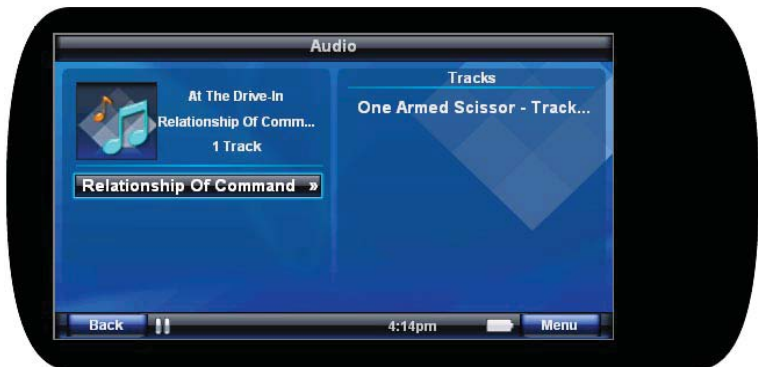 Audio
At The Drive-In
Relationship Of Comm...
1 Track
Relationship Of Command »
Tracks
One Armed Scissor - Track...
Back
4:14pm
Menu